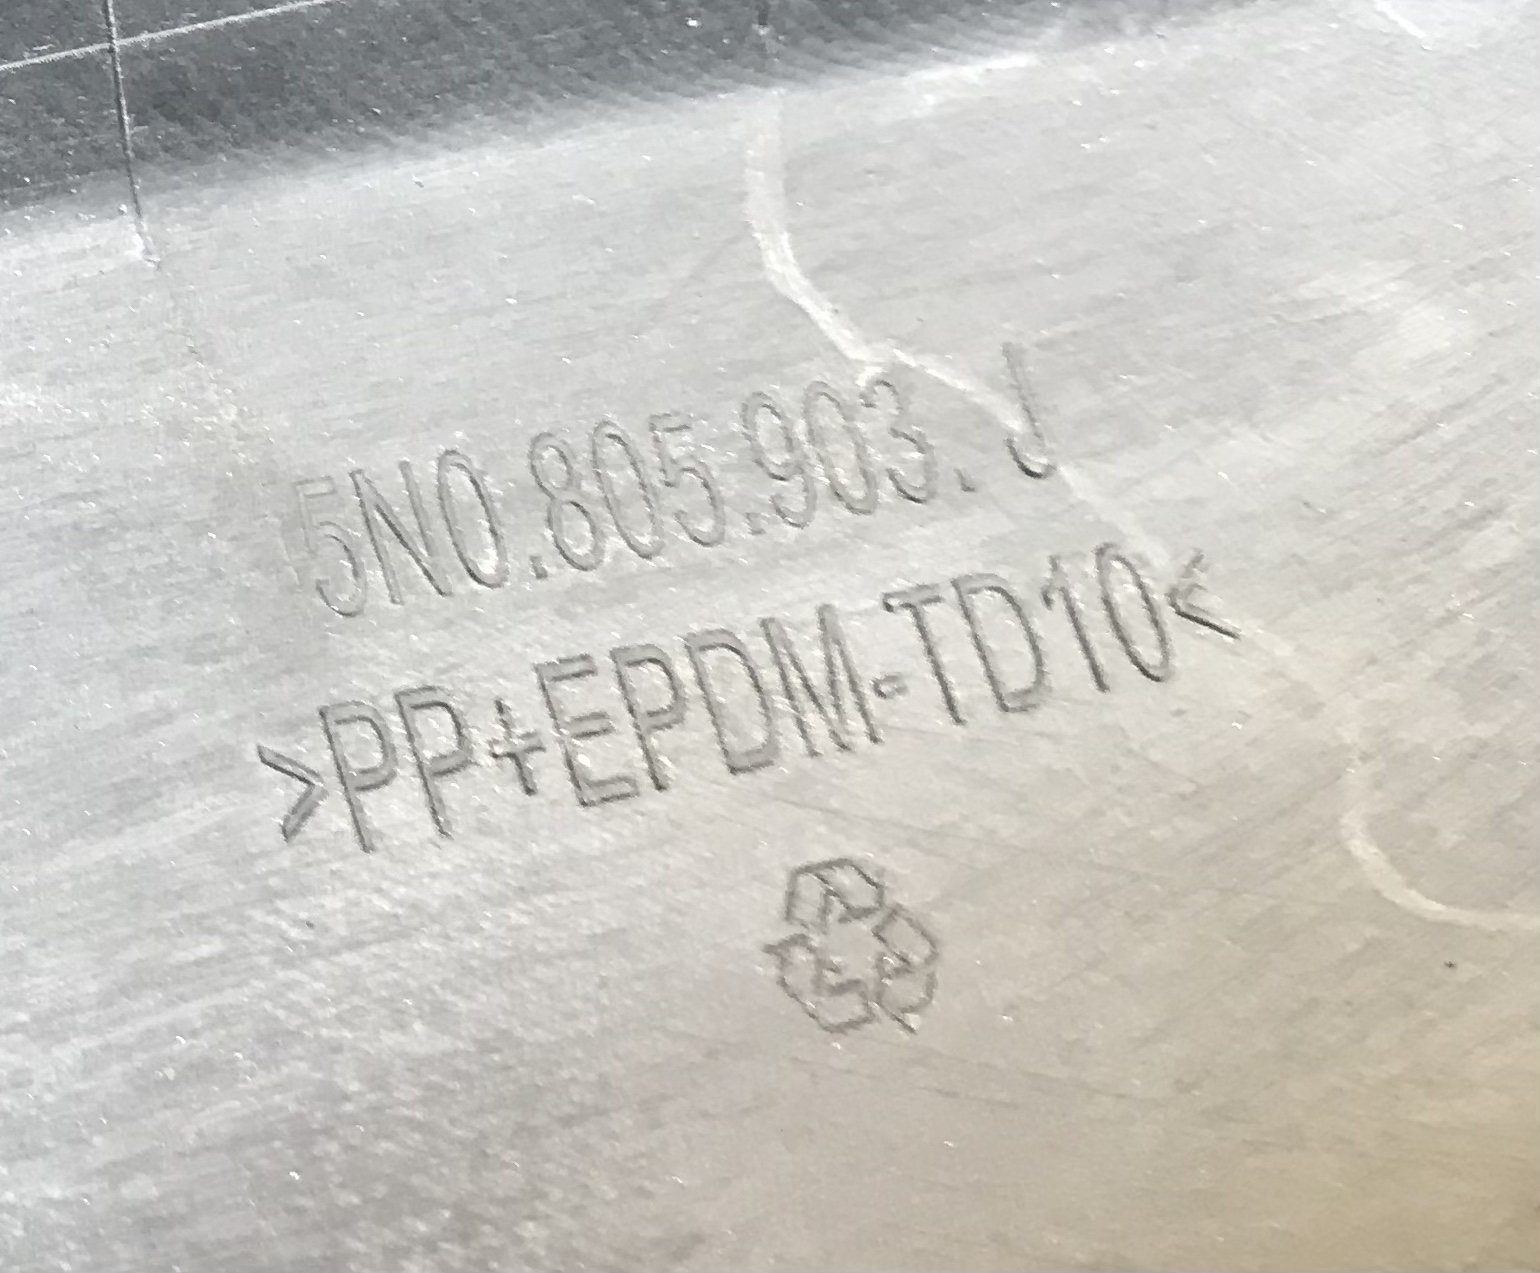 5N0.805.903. J
>PP+EPDM-TD10<